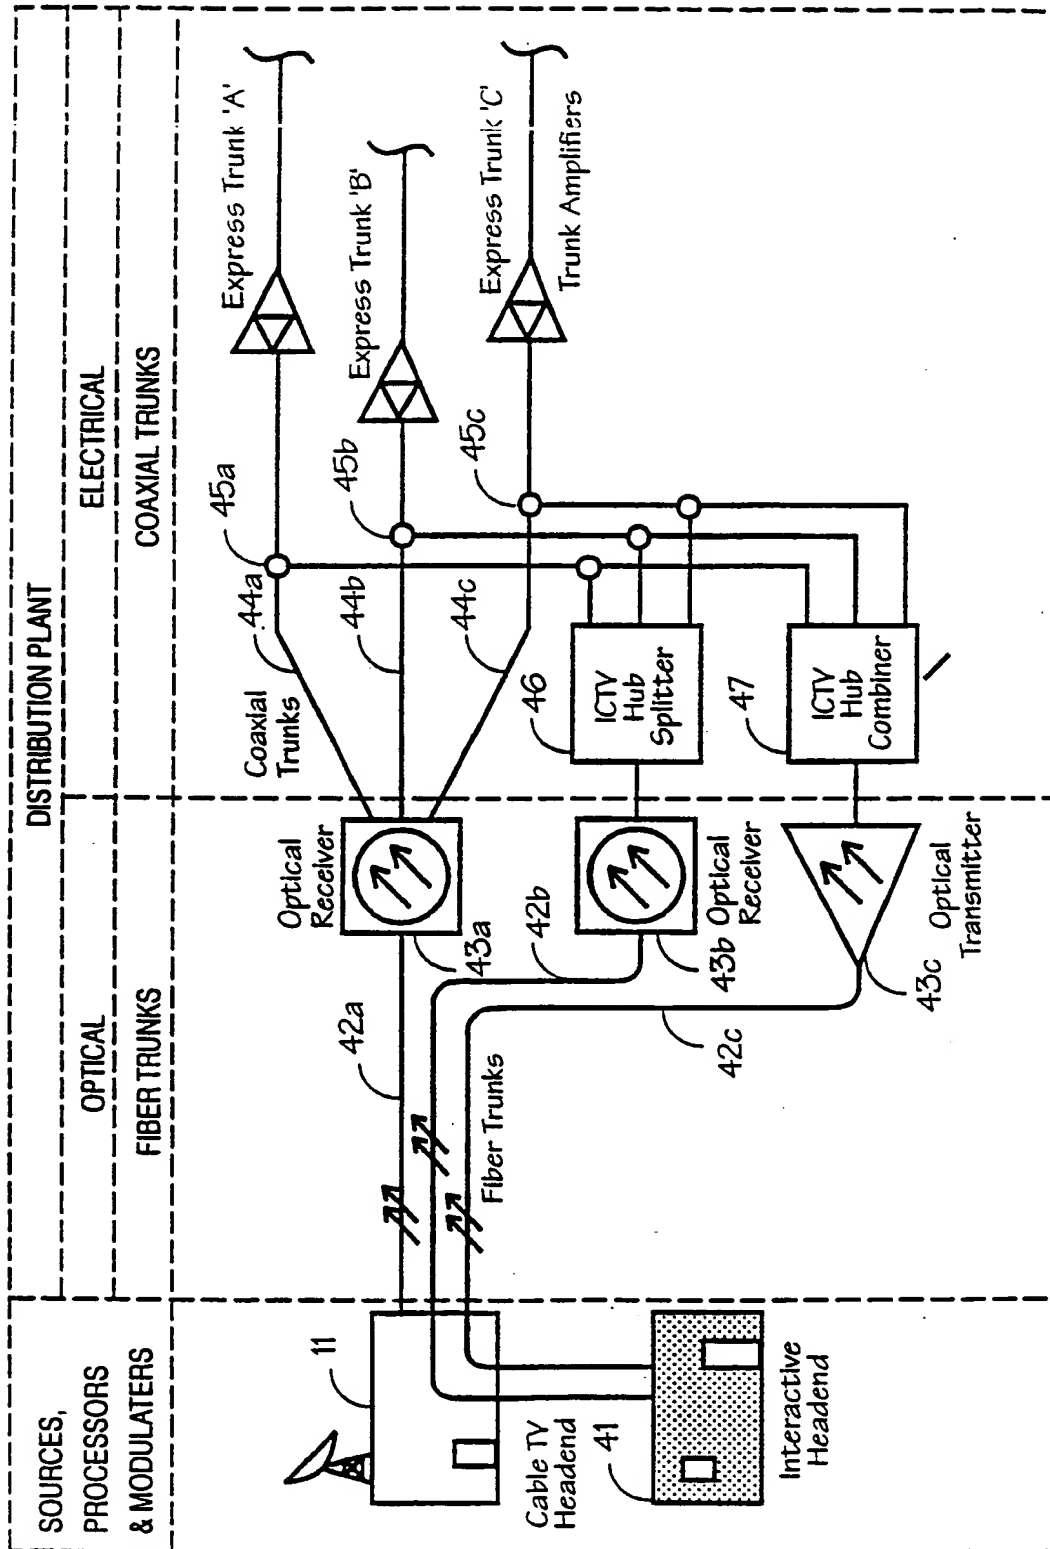 SOURCES,
PROCESSORS
& MODULATERS
DISTRIBUTION PLANT
OPTICAL
ELECTRICAL
FIBER TRUNKS
COAXIAL TRUNKS
11
Cable TV
Headend
41
Interactive
Headend
42a
Fiber Trunks
42b
42c
Optical
Receiver
43a
Optical
Receiver
43b
Optical
Transmitter
43c
Coaxial
Trunks
44a
44b
44c
45a
45b
45c
46
ICTV
Hub
Splitter
47
ICTV
Hub
Combiner
Express Trunk 'A'
Express Trunk 'B'
Express Trunk 'C'
Trunk Amplifiers